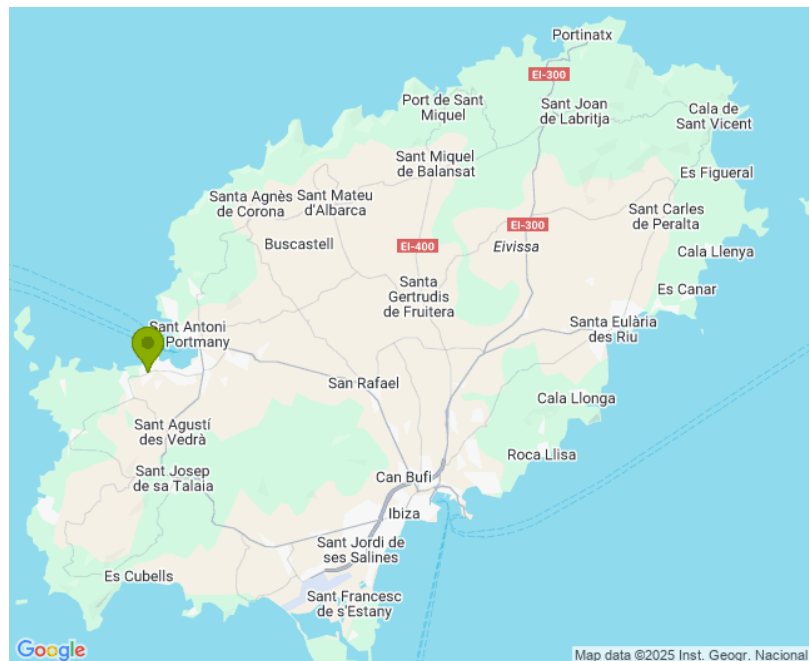 Portinatx
EI-300
Port de Sant
Miquel
Sant Joan
de Labritja
Cala de
Sant Vicent
Sant Miquel
de Balansat
Es Figueral
Santa Agnès
de Corona
Sant Mateu
d'Albarca
Sant Carles
de Peralta
EI-300
Buscastell
EI-400
Eivissa
Cala Llenya
Santa
Gertrudis
de Fruitera
Es Canar
Sant Antoni
Portmany
Santa Eulària
des Riu
San Rafael
Cala Llonga
Sant Agustí
des Vedrà
Roca Llisa
Sant Josep
de sa Talaia
Can Bufi
Ibiza
Sant Jordi de
ses Salines
Es Cubells
Sant Francesc
de s'Estany
Google
Map data ©2025 Inst. Geogr. Nacional